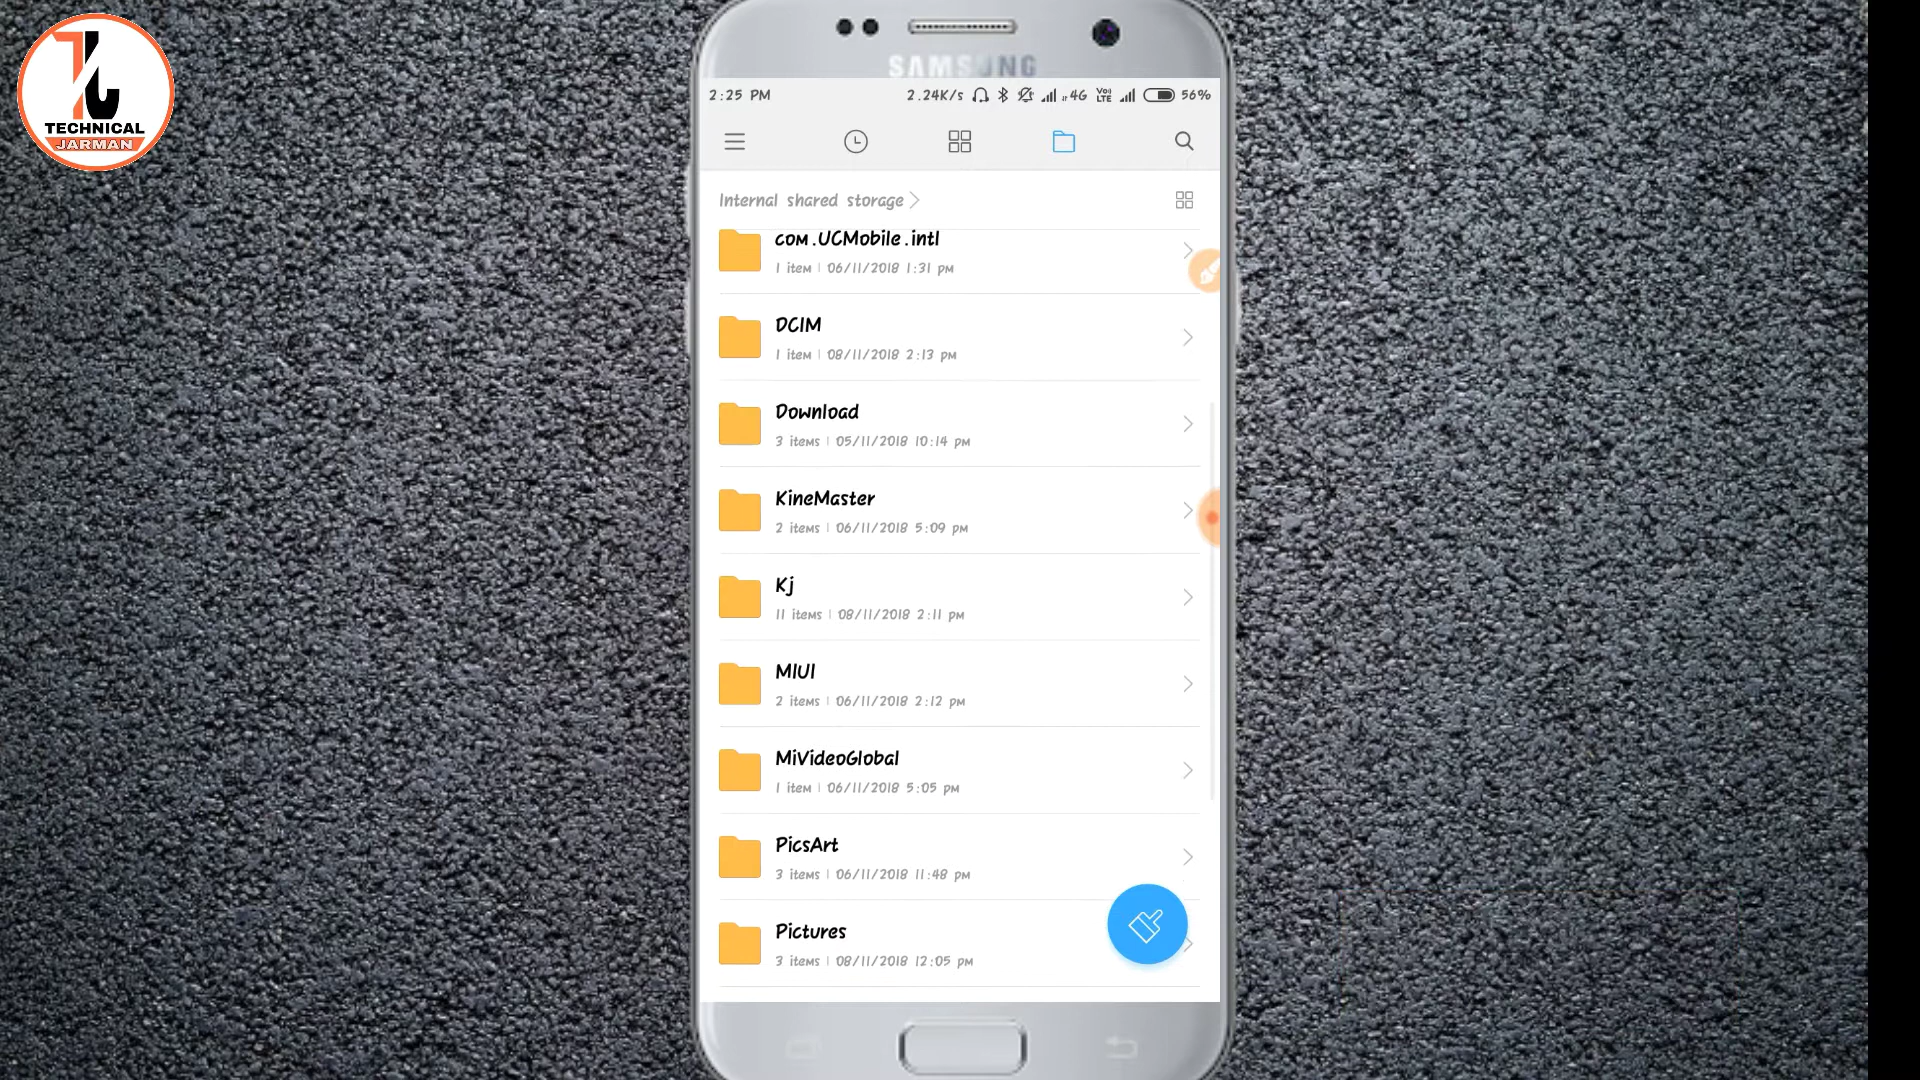 TECHNICAL
JARMAN
SAMSUNG
2:25 PM
2.24K/s 4G VoLTE 56%
Internal shared storage
com.UCMobile.intl
1 item | 06/11/2018 1:31 pm
DCIM
1 item | 08/11/2018 2:13 pm
Download
3 items | 05/11/2018 10:14 pm
KineMaster
2 items | 06/11/2018 5:09 pm
Kj
11 items | 08/11/2018 2:11 pm
MIUI
2 items | 06/11/2018 2:12 pm
MiVideoGlobal
1 item | 06/11/2018 5:05 pm
PicsArt
3 items | 06/11/2018 11:48 pm
Pictures
3 items | 08/11/2018 12:05 pm